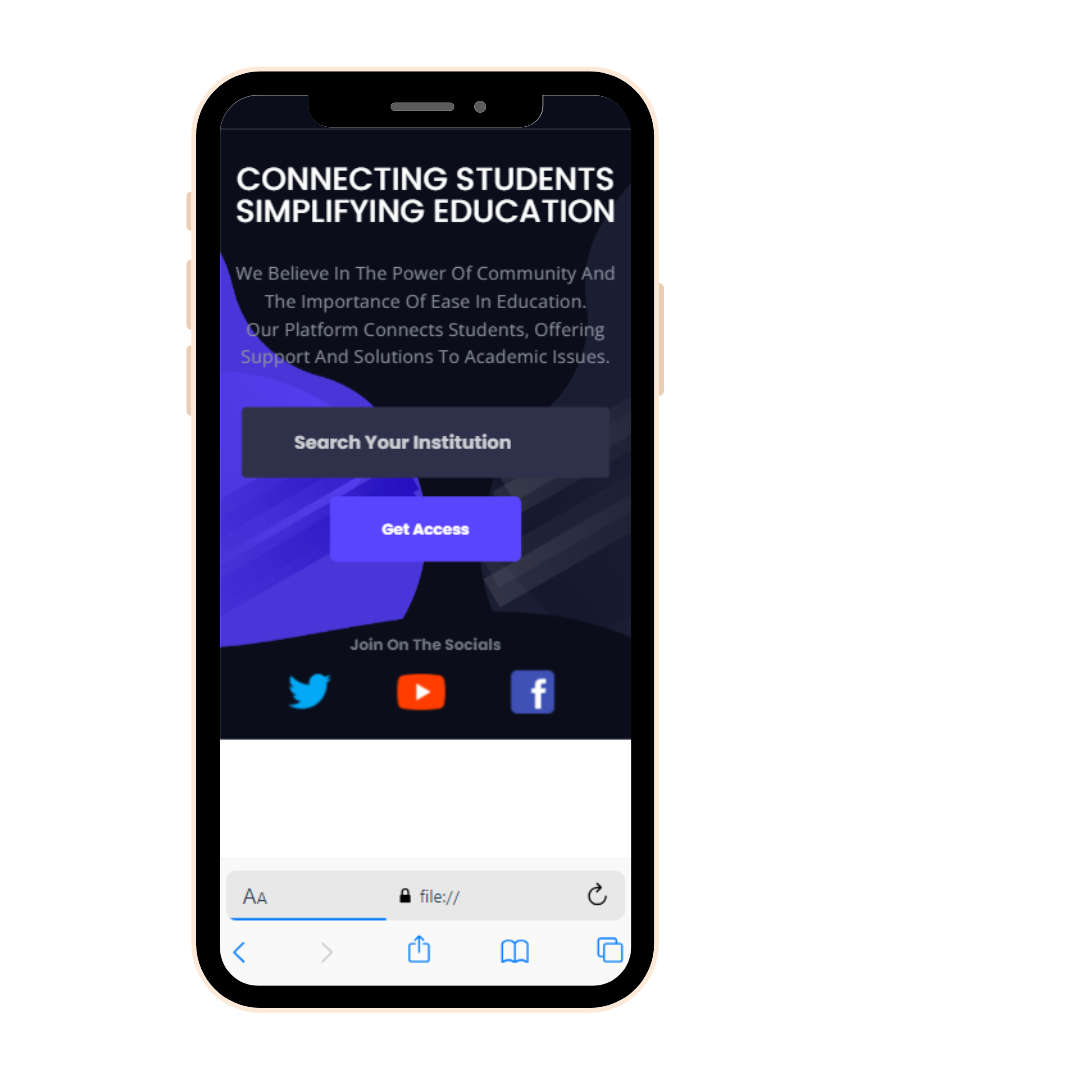 CONNECTING STUDENTS
SIMPLIFYING EDUCATION
We Believe In The Power Of Community And
The Importance Of Ease In Education.
Our Platform Connects Students, Offering
Support And Solutions To Academic Issues.
Search Your Institution
Get Access
Join On The Socials
f
AA
file://